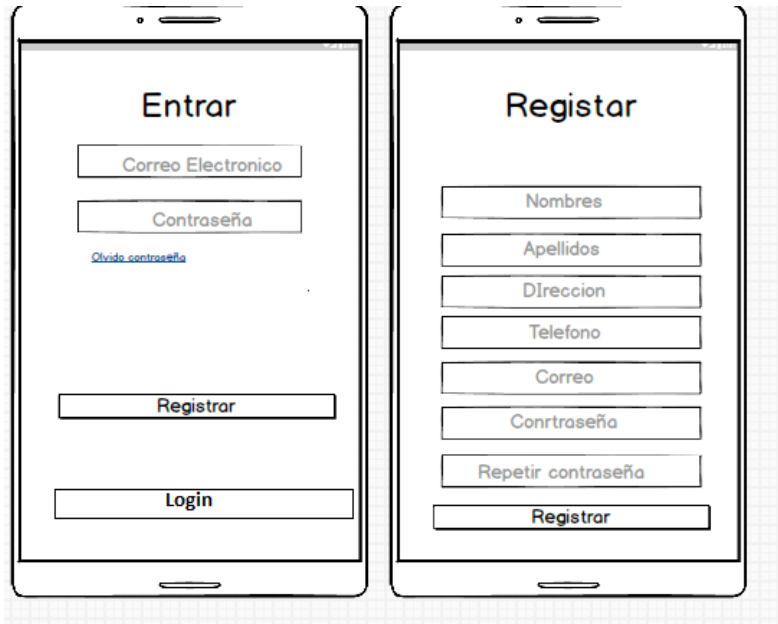 Entrar
Correo Electronico
Contraseña
Olvido contraseña
Registrar
Login
Registar
Nombres
Apellidos
DIreccion
Telefono
Correo
Conrtraseña
Repetir contraseña
Registrar